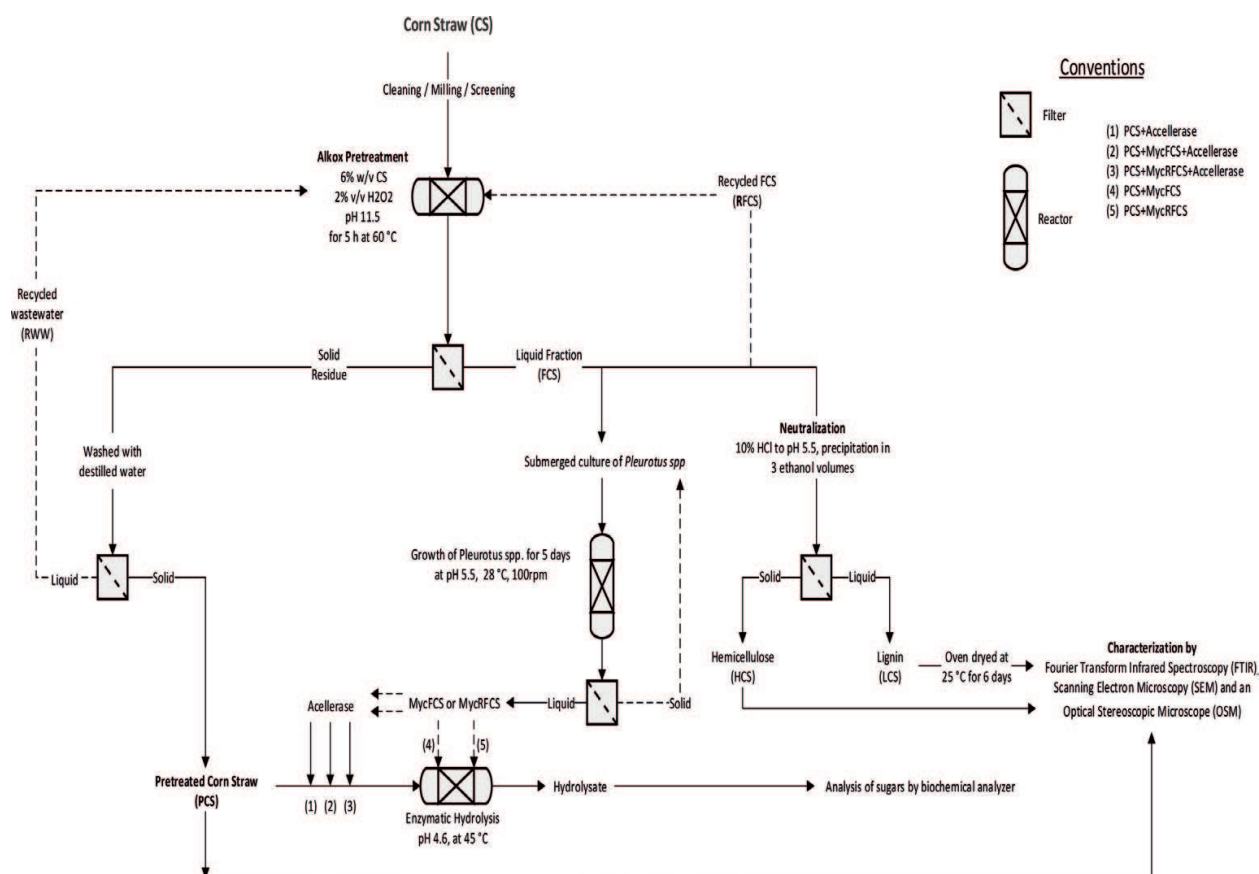 Corn Straw (CS)
Cleaning / Milling / Screening
Alkox Pretreatment
6% w/v CS
2% v/v H2O2
pH 11.5
for 5 h at 60 °C
Recycled FCS
(RFCS)
Conventions
Filter
Reactor
(1) PCS+Accellerase
(2) PCS+MycFCS+Accellerase
(3) PCS+MycRFCS+Accellerase
(4) PCS+MycFCS
(5) PCS+MycRFCS
Recycled
wastewater
(RWW)
Solid
Residue
Liquid Fraction
(FCS)
Washed with
destilled water
Submerged culture of Pleurotus spp
Neutralization
10% HCl to pH 5.5, precipitation in
3 ethanol volumes
Liquid
Solid
Growth of Pleurotus spp. for 5 days
at pH 5.5, 28 °C, 100rpm
Solid
Liquid
Hemicellulose
(HCS)
Lignin
(LCS)
Oven dried at
25 °C for 6 days
Characterization by
Fourier Transform Infrared Spectroscopy (FTIR),
Scanning Electron Microscopy (SEM) and an
Optical Stereoscopic Microscope (OSM)
Acellerase
MycFCS or MycRFCS
Liquid
Solid
(4)
(5)
Pretreated Corn Straw
(PCS)
(1)
(2)
(3)
Enzymatic Hydrolysis
pH 4.6, at 45 °C
Hydrolysate
Analysis of sugars by biochemical analyzer